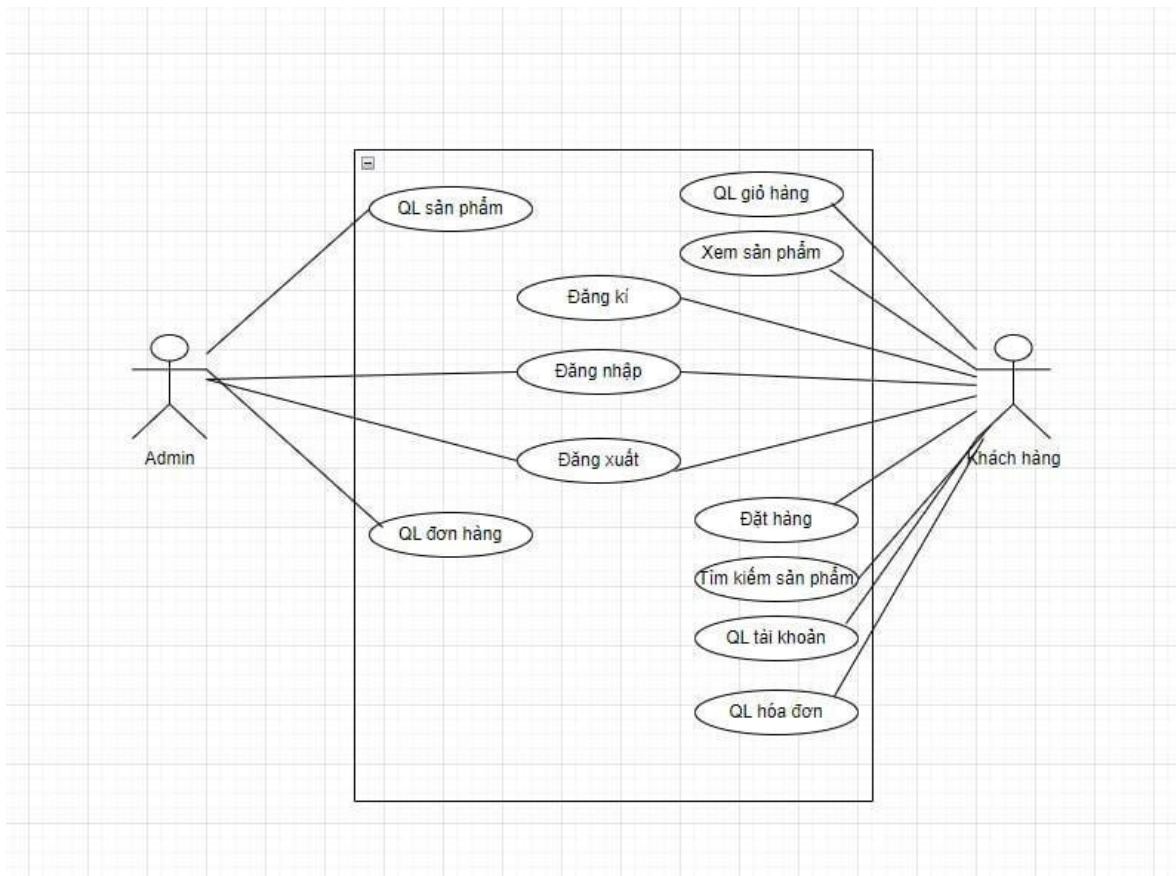 QL sản phẩm
QL giỏ hàng
Xem sản phẩm
Đăng kí
Đăng nhập
Admin
Khách hàng
Đăng xuất
QL đơn hàng
Đặt hàng
Tìm kiếm sản phẩm
QL tài khoản
QL hóa đơn